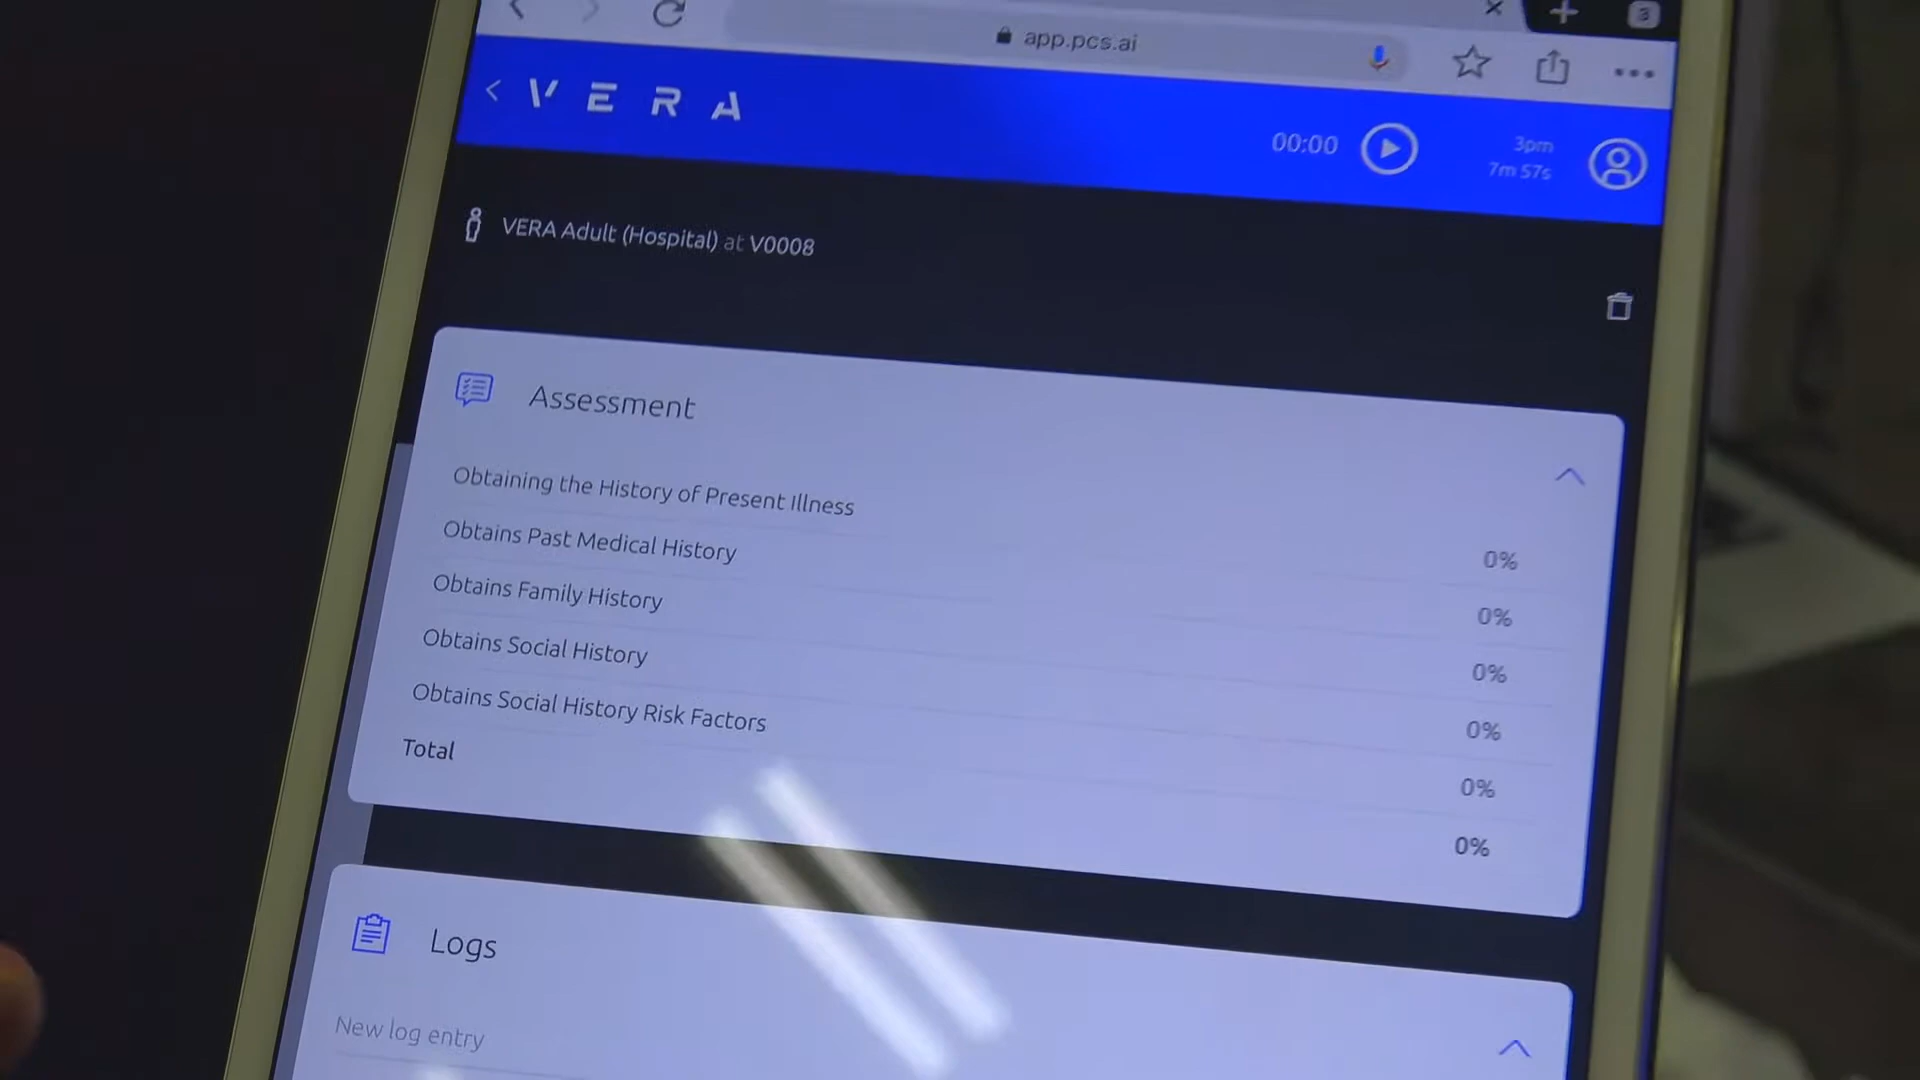 3
app.pcs.ai
VERA
00:00
3pm
7m 57s
VERA Adult (Hospital) at V0008
Assessment
Obtaining the History of Present Illness 0%
Obtains Past Medical History 0%
Obtains Family History 0%
Obtains Social History 0%
Obtains Social History Risk Factors 0%
Total 0%
Logs
New log entry